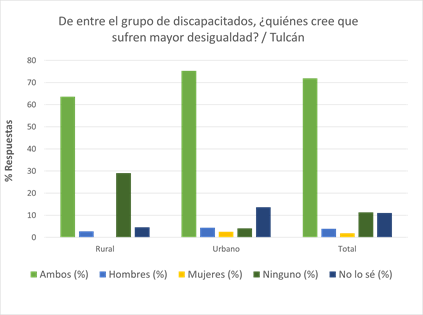 De entre el grupo de discapacitados, ¿quiénes cree que
sufren mayor desigualdad? / Tulcán
% Respuestas
80
70
60
50
40
30
20
10
0
Rural Urbano Total
Ambos (%) Hombres (%) Mujeres (%) Ninguno (%) No lo sé (%)